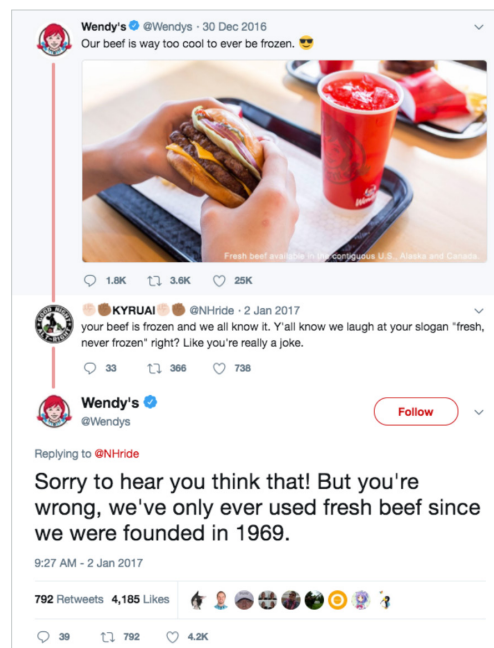 Wendy's @Wendys · 30 Dec 2016
Our beef is way too cool to ever be frozen. 😎
Fresh beef available in the contiguous U.S., Alaska and Canada.
1.8K 3.6K 25K
KYRUAI @NHride · 2 Jan 2017
your beef is frozen and we all know it. Y'all know we laugh at your slogan "fresh,
never frozen" right? Like you're really a joke.
33 366 738
Wendy's
@Wendys
Follow
Replying to @NHride
Sorry to hear you think that! But you're
wrong, we've only ever used fresh beef since
we were founded in 1969.
9:27 AM - 2 Jan 2017
792 Retweets 4,185 Likes
39 792 4.2K